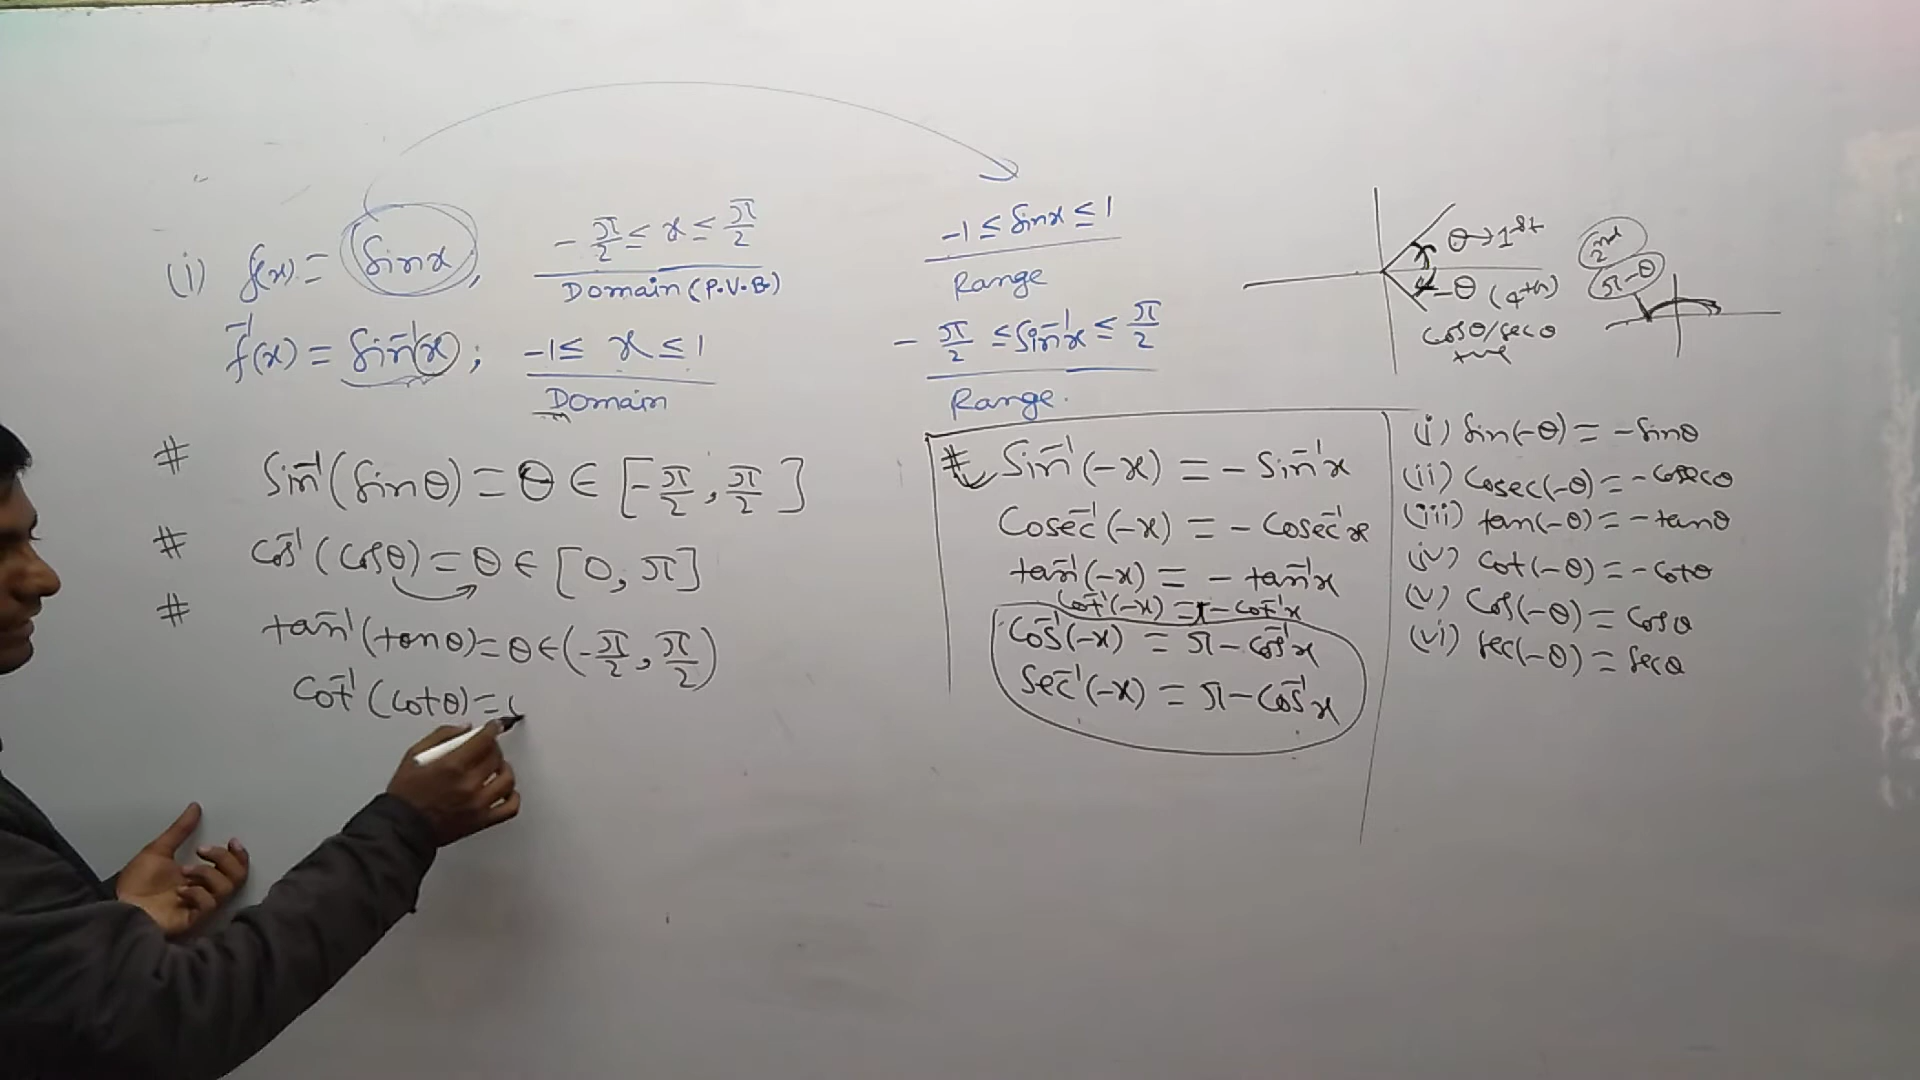 (i) f(x) = Sinx, -π/2 ≤ x ≤ π/2 -1 ≤ Sinx ≤ 1
Domain (P.V.B.) Range
f⁻¹(x) = Sin⁻¹(x); -1 ≤ x ≤ 1 -π/2 ≤ Sin⁻¹x ≤ π/2
Domain Range.
# Sin⁻¹(Sinθ) = θ ∈ [-π/2, π/2]
# Cos⁻¹(Cosθ) = θ ∈ [0, π]
# tan⁻¹(tanθ) = θ ∈ (-π/2, π/2)
Cot⁻¹(Cotθ) =
# Sin⁻¹(-x) = - Sin⁻¹x
Cosec⁻¹(-x) = - Cosec⁻¹x
tan⁻¹(-x) = - tan⁻¹x
Cot⁻¹(-x) = π - Cot⁻¹x
Cos⁻¹(-x) = π - Cos⁻¹x
Sec⁻¹(-x) = π - Cos⁻¹x
θ → 1st
-θ (4th)
Cosθ/Secθ
+ve
2nd
π-θ
(i) Sin(-θ) = -Sinθ
(ii) Cosec(-θ) = -Cosecθ
(iii) tan(-θ) = -tanθ
(iv) Cot(-θ) = -Cotθ
(v) Cos(-θ) = Cosθ
(vi) Sec(-θ) = Secθ